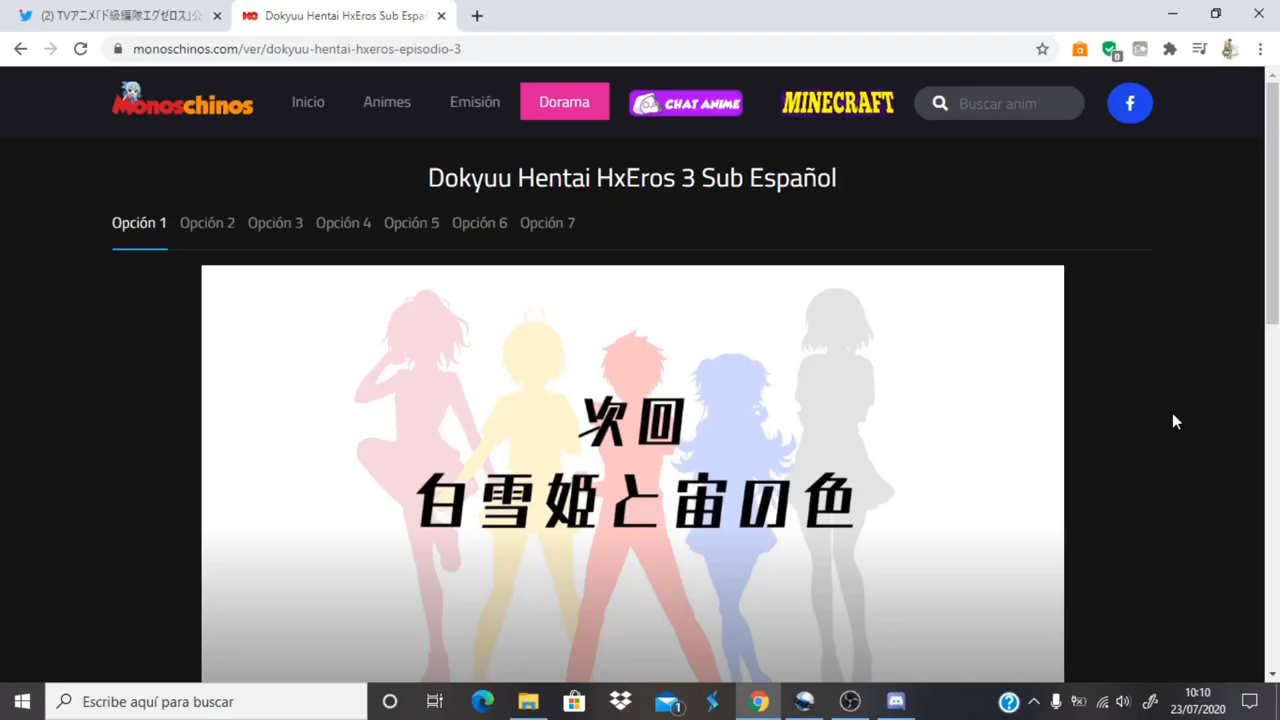 (2) TVアニメ「ド級編隊エグゼロス」公
Dokyuu Hentai HxEros Sub Españ
monoschinos.com/ver/dokyuu-hentai-hxeros-episodio-3
0
Monoschinos
Inicio
Animes
Emisión
Dorama
CHAT ANIME
MINECRAFT
Buscar anim
f
Dokyuu Hentai HxEros 3 Sub Español
Opción 1 Opción 2 Opción 3 Opción 4 Opción 5 Opción 6 Opción 7
次回
白雪姫と宙の色
Escribe aquí para buscar
1
10:10
23/07/2020